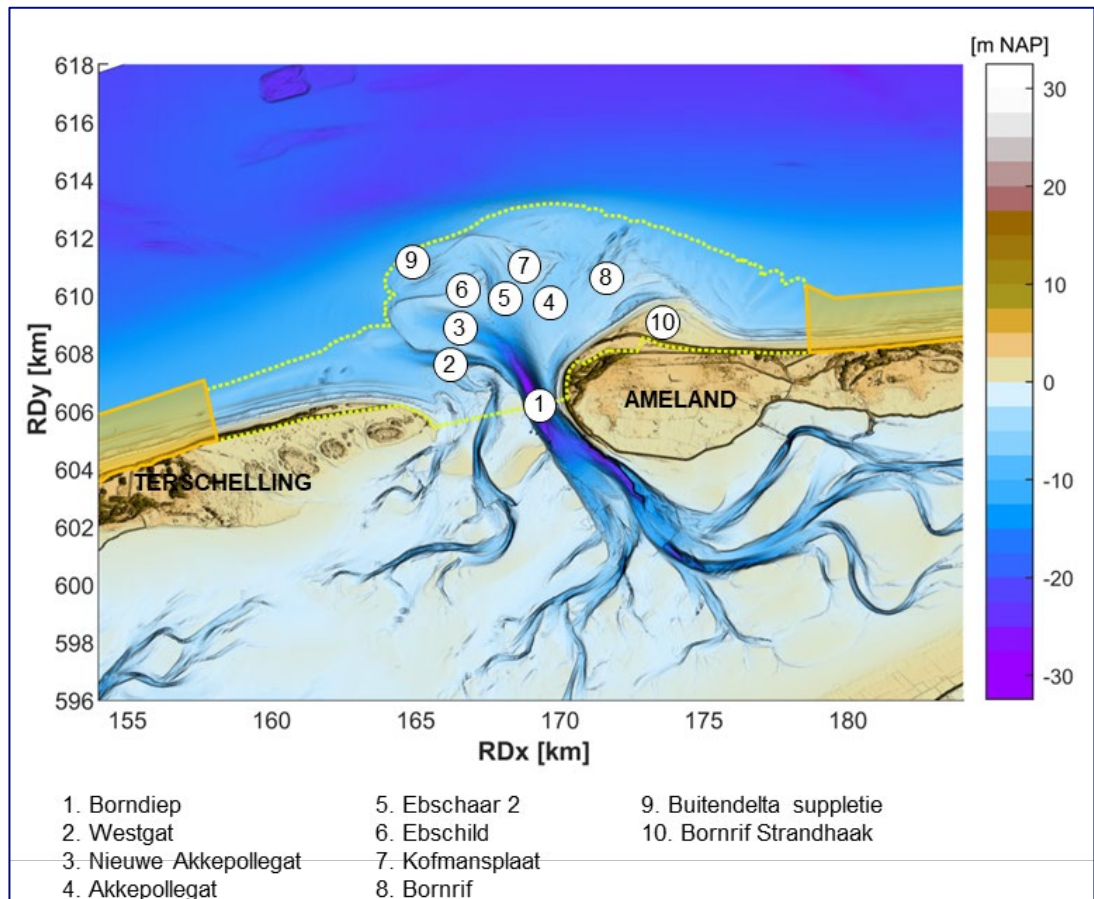 [m NAP]
618
616
614
612
610
608
606
604
602
600
598
596
RDy [km]
30
20
10
0
-10
-20
-30
9
7
6
8
5
4
3
10
2
1
AMELAND
TERSCHELLING
155
160
165
170
175
180
RDx [km]
1. Borndiep
2. Westgat
3. Nieuwe Akkepollegat
4. Akkepollegat
5. Ebschaar 2
6. Ebschild
7. Kofmansplaat
8. Bornrif
9. Buitendelta suppletie
10. Bornrif Strandhaak